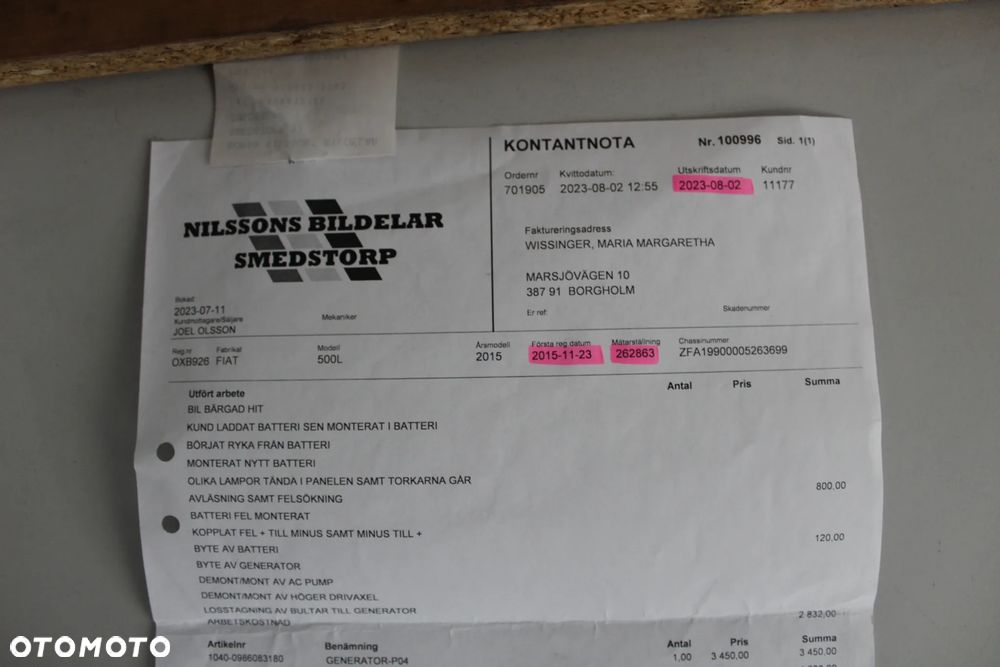 KONTANTNOTA Nr. 100996 Sid. 1(1)
Ordernr Kvittodatum: Utskriftsdatum Kundnr
701905 2023-08-02 12:55 2023-08-02 11177
NILSSONS BILDELAR
SMEDSTORP
Faktureringsadress
WISSINGER, MARIA MARGARETHA
MARSJÖVÄGEN 10
387 91 BORGHOLM
Er ref: Skadenummer
Bokad:
2023-07-11
Kundmottagare/Säljare Mekaniker
JOEL OLSSON
Reg.nr Fabrikat Modell Årsmodell Första reg.datum Mätarställning Chassinummer
OXB926 FIAT 500L 2015 2015-11-23 262863 ZFA19900005263699
Utfört arbete Antal Pris Summa
BIL BÄRGAD HIT
KUND LADDAT BATTERI SEN MONTERAT I BATTERI
BÖRJAT RYKA FRÅN BATTERI
MONTERAT NYTT BATTERI
OLIKA LAMPOR TÄNDA I PANELEN SAMT TORKARNA GÅR
AVLÄSNING SAMT FELSÖKNING 800,00
BATTERI FEL MONTERAT
KOPPLAT FEL + TILL MINUS SAMT MINUS TILL +
BYTE AV BATTERI 120,00
BYTE AV GENERATOR
DEMONT/MONT AV AC PUMP
DEMONT/MONT AV HÖGER DRIVAXEL
LOSSTAGNING AV BULTAR TILL GENERATOR
ARBETSKOSTNAD 2 832,00
Artikelnr Benämning Antal Pris Summa
1040-0986083180 GENERATOR-P04 1,00 3 450,00 3 450,00
OTOMOTO